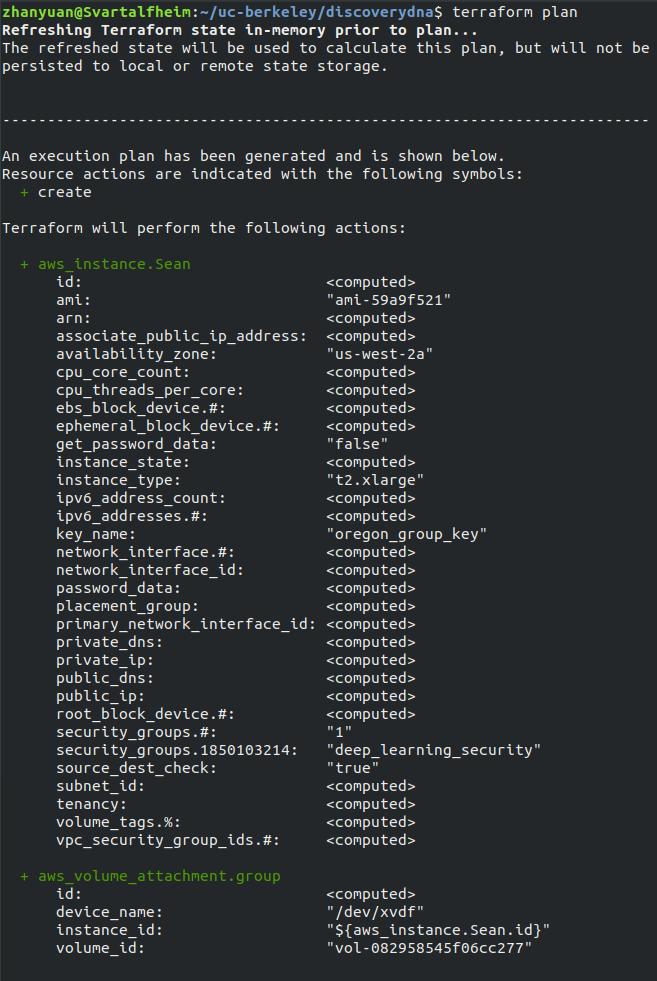 zhanyuan@Svartalfheim:~/uc-berkeley/discoverydna$ terraform plan
Refreshing Terraform state in-memory prior to plan...
The refreshed state will be used to calculate this plan, but will not be
persisted to local or remote state storage.
------------------------------------------------------------------------
An execution plan has been generated and is shown below.
Resource actions are indicated with the following symbols:
  + create
Terraform will perform the following actions:
  + aws_instance.Sean
      id:                           <computed>
      ami:                          "ami-59a9f521"
      arn:                          <computed>
      associate_public_ip_address:  <computed>
      availability_zone:            "us-west-2a"
      cpu_core_count:               <computed>
      cpu_threads_per_core:         <computed>
      ebs_block_device.#:           <computed>
      ephemeral_block_device.#:     <computed>
      get_password_data:            "false"
      instance_state:               <computed>
      instance_type:                "t2.xlarge"
      ipv6_address_count:           <computed>
      ipv6_addresses.#:             <computed>
      key_name:                     "oregon_group_key"
      network_interface.#:          <computed>
      network_interface_id:         <computed>
      password_data:                <computed>
      placement_group:              <computed>
      primary_network_interface_id: <computed>
      private_dns:                  <computed>
      private_ip:                   <computed>
      public_dns:                   <computed>
      public_ip:                    <computed>
      root_block_device.#:          <computed>
      security_groups.#:            "1"
      security_groups.1850103214:   "deep_learning_security"
      source_dest_check:            "true"
      subnet_id:                    <computed>
      tenancy:                      <computed>
      volume_tags.%:                <computed>
      vpc_security_group_ids.#:     <computed>
  + aws_volume_attachment.group
      id:                           <computed>
      device_name:                  "/dev/xvdf"
      instance_id:                  "${aws_instance.Sean.id}"
      volume_id:                    "vol-082958545f06cc277"